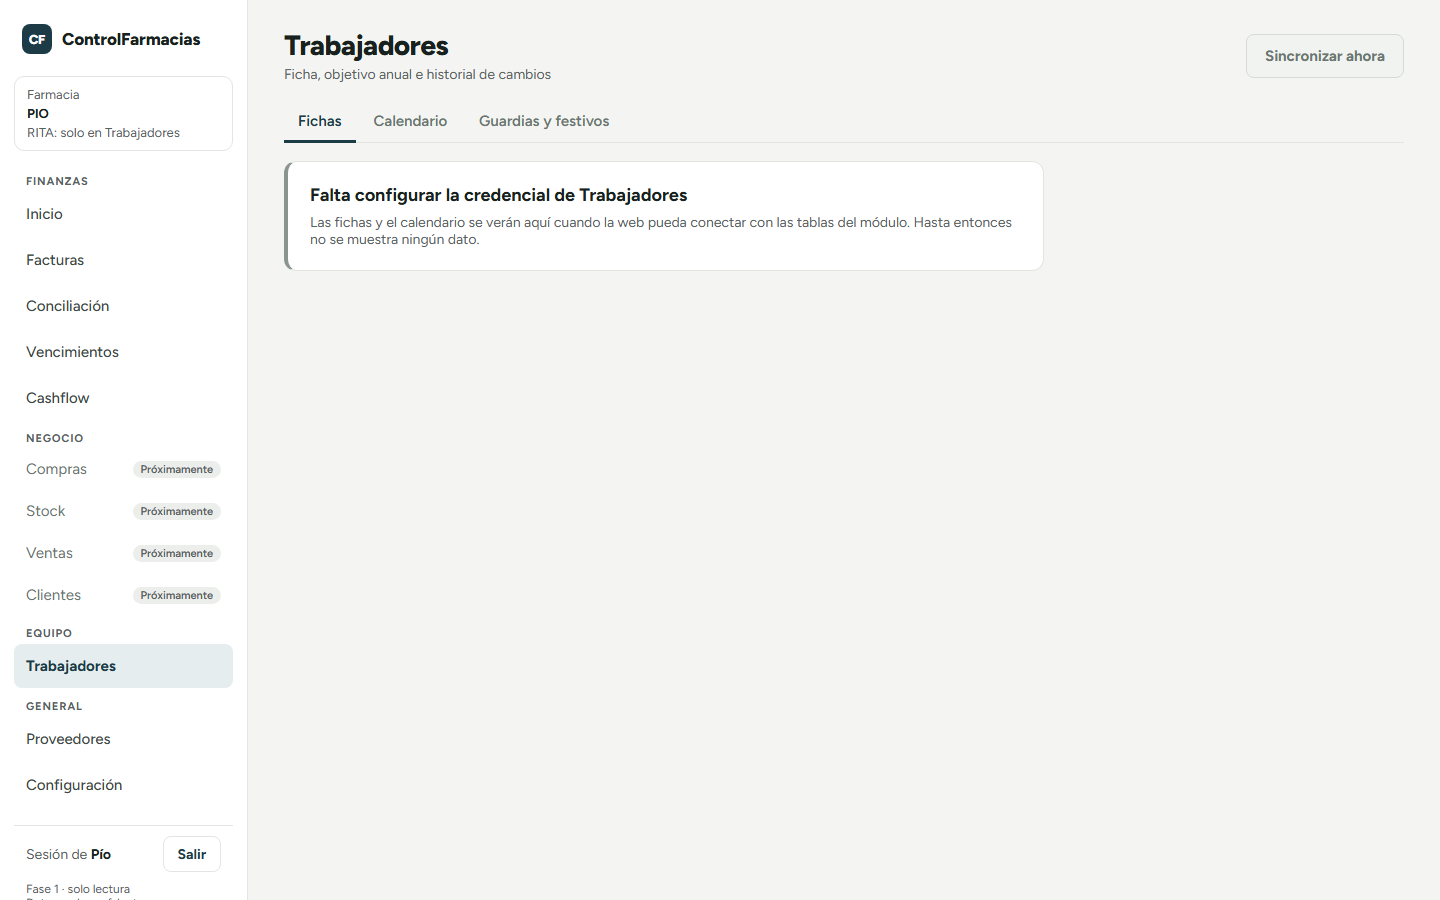 CF ControlFarmacias
Farmacia
PIO
RITA: solo en Trabajadores
FINANZAS
Inicio
Facturas
Conciliación
Vencimientos
Cashflow
NEGOCIO
Compras Próximamente
Stock Próximamente
Ventas Próximamente
Clientes Próximamente
EQUIPO
Trabajadores
GENERAL
Proveedores
Configuración
Sesión de Pío Salir
Fase 1 · solo lectura
Trabajadores
Ficha, objetivo anual e historial de cambios
Sincronizar ahora
Fichas Calendario Guardias y festivos
Falta configurar la credencial de Trabajadores
Las fichas y el calendario se verán aquí cuando la web pueda conectar con las tablas del módulo. Hasta entonces
no se muestra ningún dato.